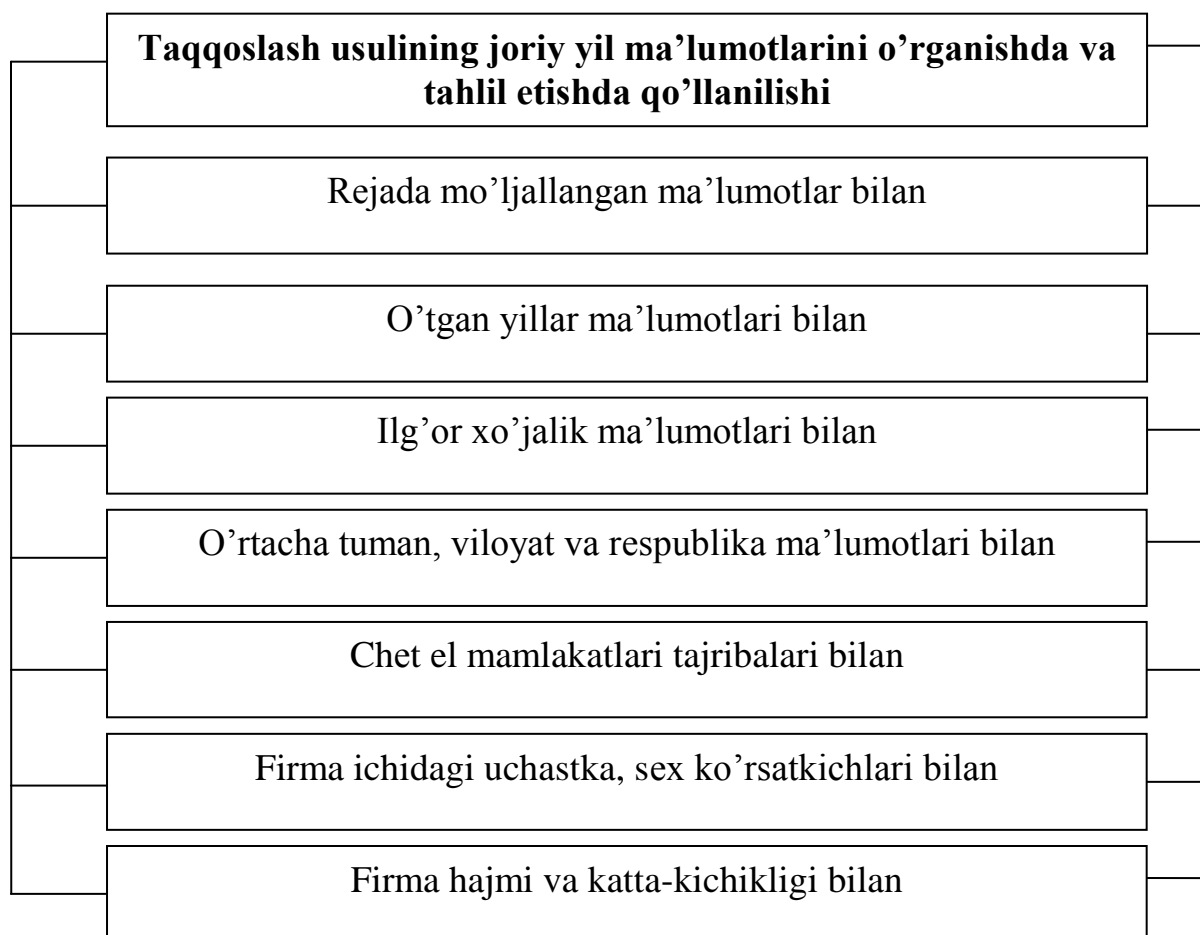 Taqqoslash usulining joriy yil ma’lumotlarini o’rganishda va
tahlil etishda qo’llanilishi
Rejada mo’ljallangan ma’lumotlar bilan
O’tgan yillar ma’lumotlari bilan
Ilg’or xo’jalik ma’lumotlari bilan
O’rtacha tuman, viloyat va respublika ma’lumotlari bilan
Chet el mamlakatlari tajribalari bilan
Firma ichidagi uchastka, sex ko’rsatkichlari bilan
Firma hajmi va katta-kichikligi bilan